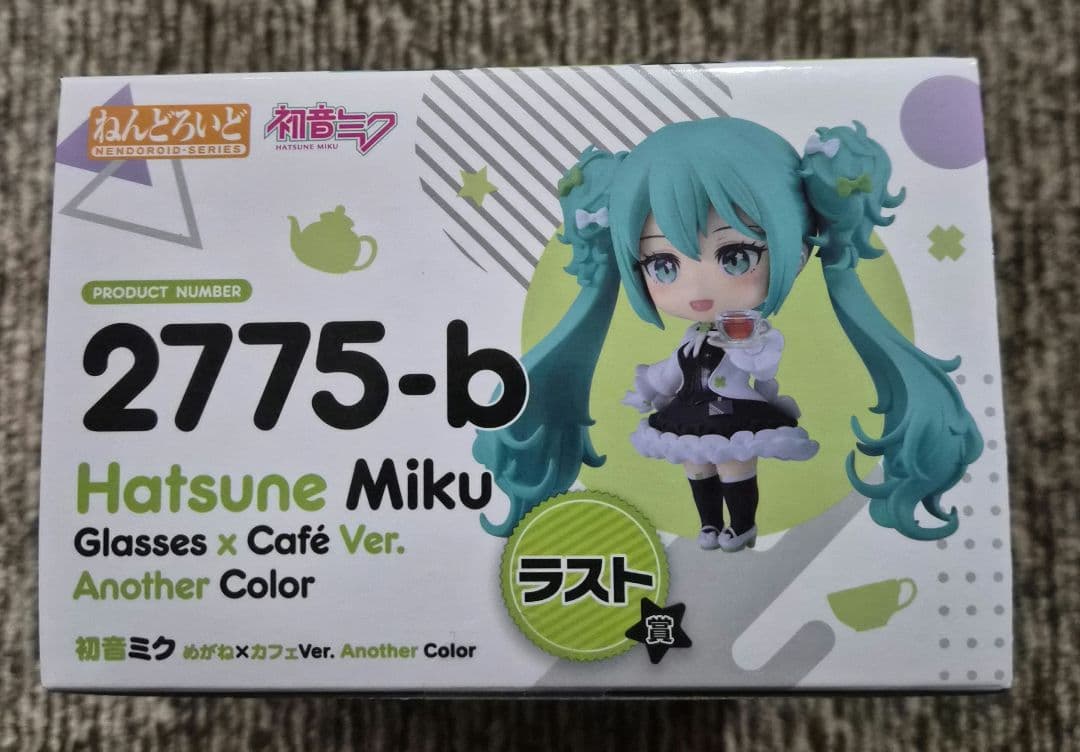 ねんどろいど
NENDOROID-SERIES
初音ミク
HATSUNE MIKU
PRODUCT NUMBER
2775-b
Hatsune Miku
Glasses x Café Ver.
Another Color
初音ミク めがね×カフェVer. Another Color
ラスト
賞